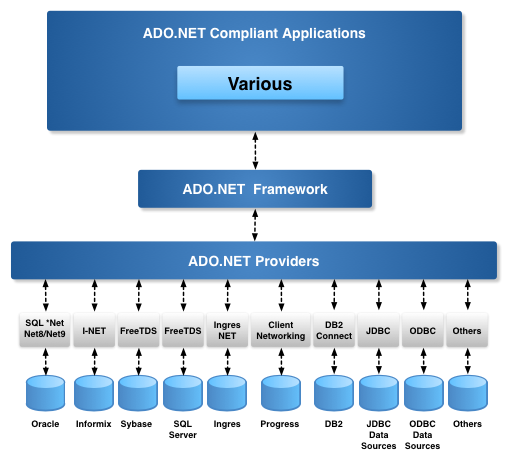 ADO.NET Compliant Applications
Various
ADO.NET Framework
ADO.NET Providers
SQL *Net
Net8/Net9
I-NET
FreeTDS
FreeTDS
Ingres
NET
Client
Networking
DB2
Connect
JDBC
ODBC
Others
Oracle
Informix
Sybase
SQL
Server
Ingres
Progress
DB2
JDBC
Data
Sources
ODBC
Data
Sources
Others